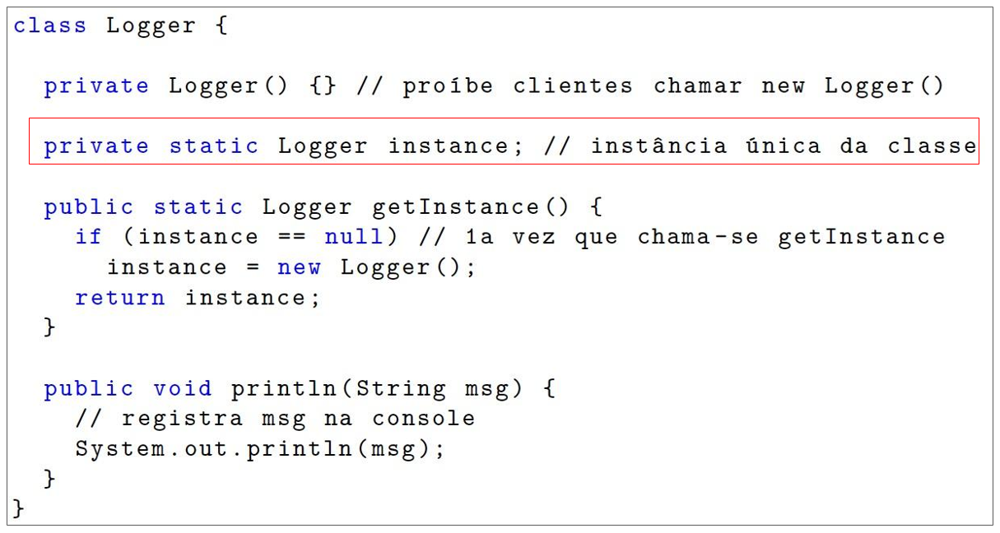 class Logger {
private Logger() {} // proíbe clientes chamar new Logger()
private static Logger instance; // instância única da classe
public static Logger getInstance() {
if (instance == null) // 1a vez que chama-se getInstance
instance = new Logger();
return instance;
}
public void println(String msg) {
// registra msg na console
System.out.println(msg);
}
}